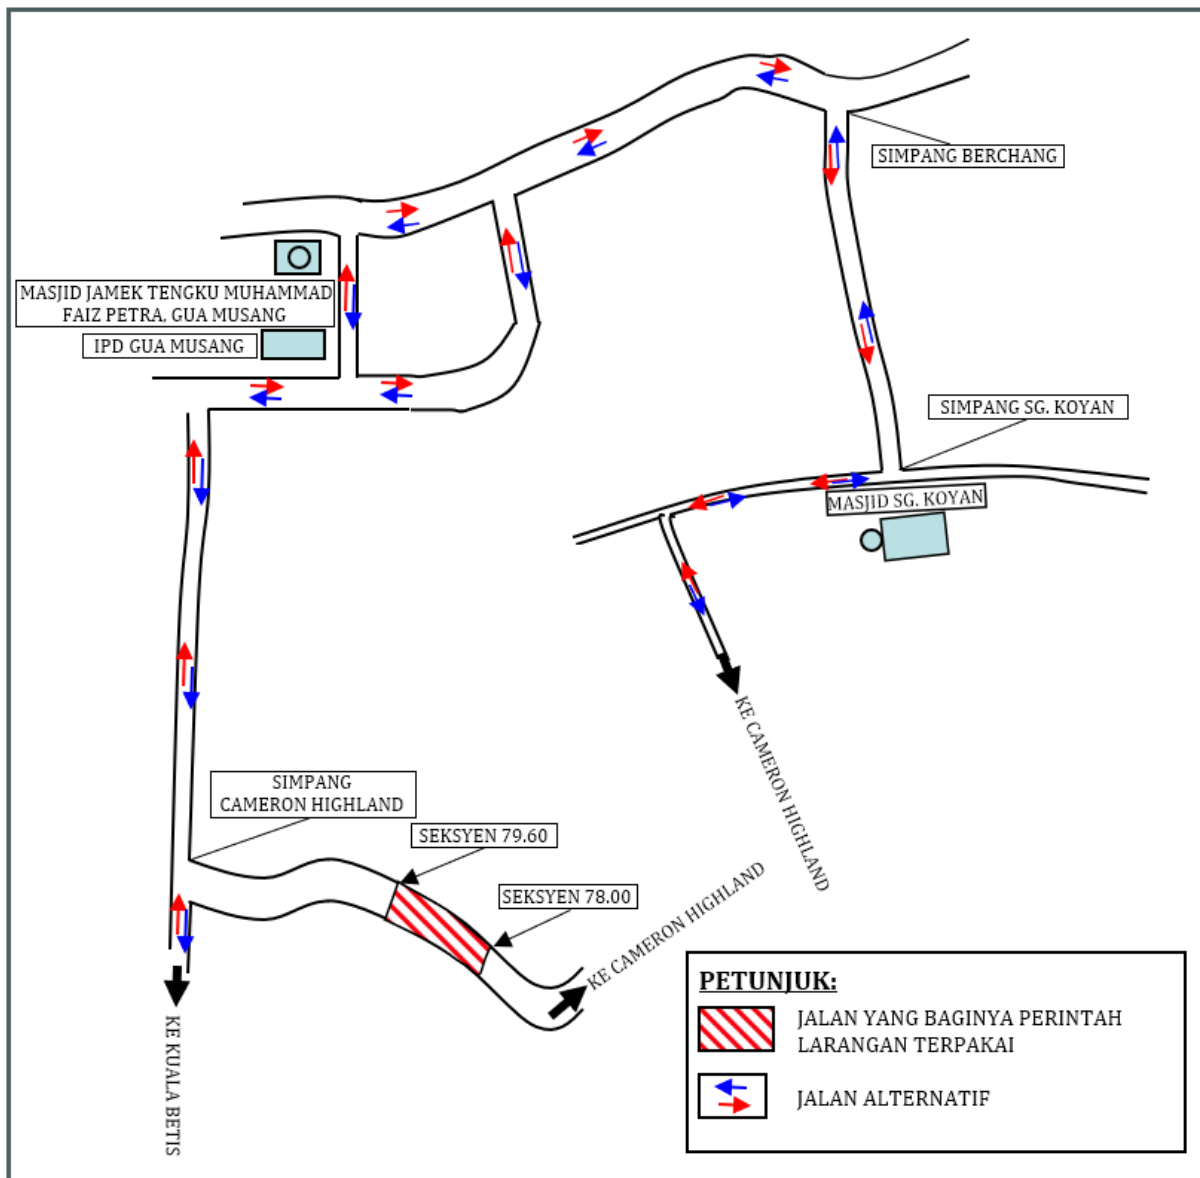 SIMPANG BERCHANG
MASJID JAMEK TENGKU MUHAMMAD
FAIZ PETRA, GUA MUSANG
IPD GUA MUSANG
SIMPANG SG. KOYAN
MASJID SG. KOYAN
KE CAMERON HIGHLAND
SIMPANG
CAMERON HIGHLAND
SEKSYEN 79.60
SEKSYEN 78.00
KE CAMERON HIGHLAND
KE KUALA BETIS
PETUNJUK:
JALAN YANG BAGINYA PERINTAH
LARANGAN TERPAKAI
JALAN ALTERNATIF